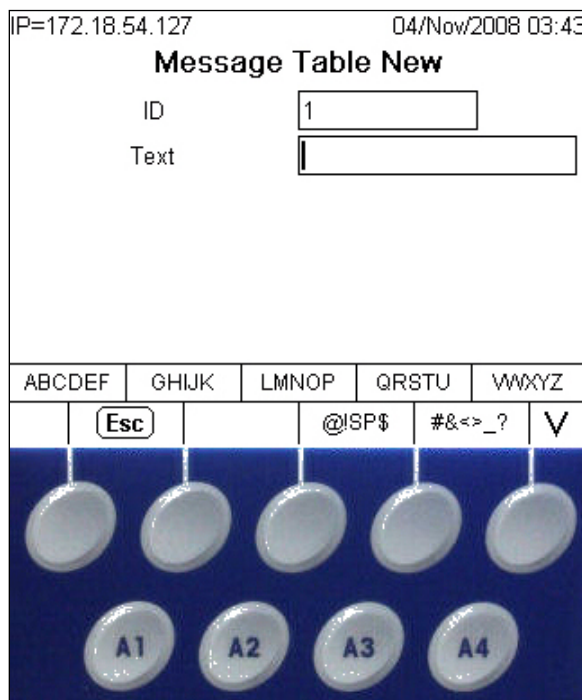 IP=172.18.54.127 04/Nov/2008 03:43
Message Table New
ID 1
Text
ABCDEF GHIJK LMNOP QRSTU VWXYZ
Esc @!SP$ #&<>_? V
A1 A2 A3 A4